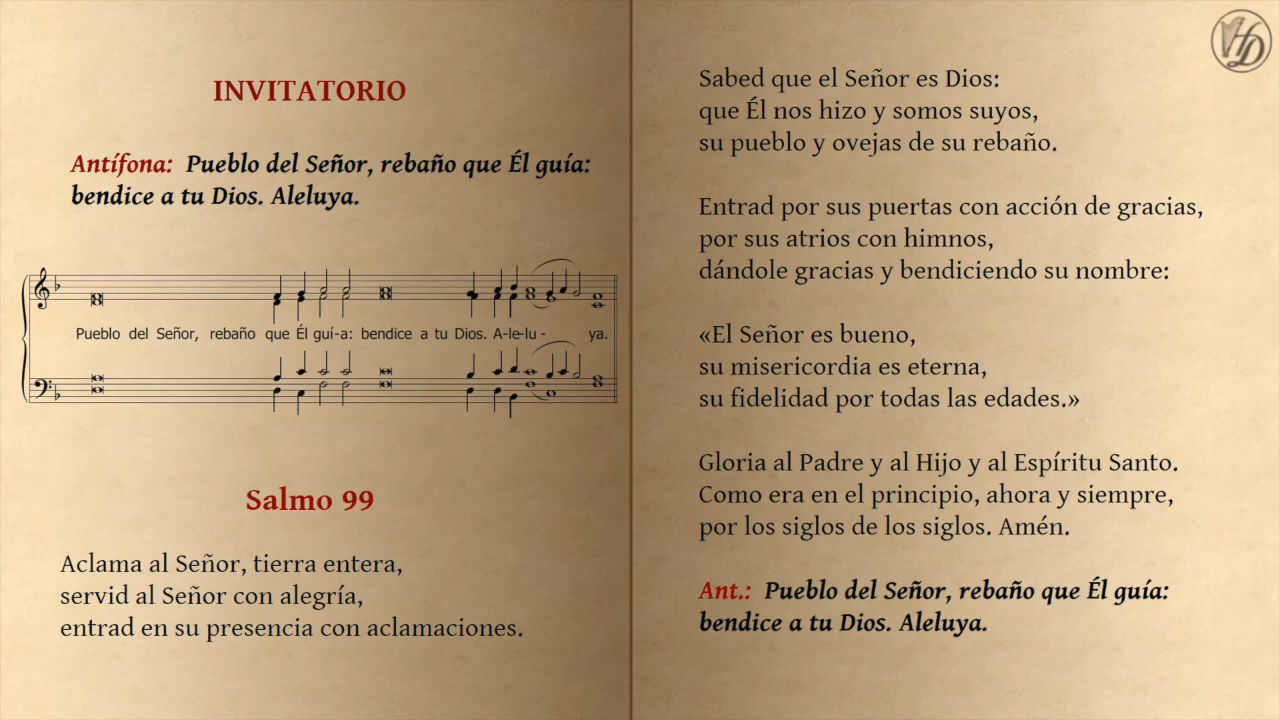 INVITATORIO
Antífona: Pueblo del Señor, rebaño que Él guía:
bendice a tu Dios. Aleluya.
Pueblo del Señor, rebaño que Él guí-a: bendice a tu Dios. A-le-lu- ya.
Salmo 99
Aclama al Señor, tierra entera,
servid al Señor con alegría,
entrad en su presencia con aclamaciones.
Sabed que el Señor es Dios:
que Él nos hizo y somos suyos,
su pueblo y ovejas de su rebaño.
Entrad por sus puertas con acción de gracias,
por sus atrios con himnos,
dándole gracias y bendiciendo su nombre:
«El Señor es bueno,
su misericordia es eterna,
su fidelidad por todas las edades.»
Gloria al Padre y al Hijo y al Espíritu Santo.
Como era en el principio, ahora y siempre,
por los siglos de los siglos. Amén.
Ant.: Pueblo del Señor, rebaño que Él guía:
bendice a tu Dios. Aleluya.
HD